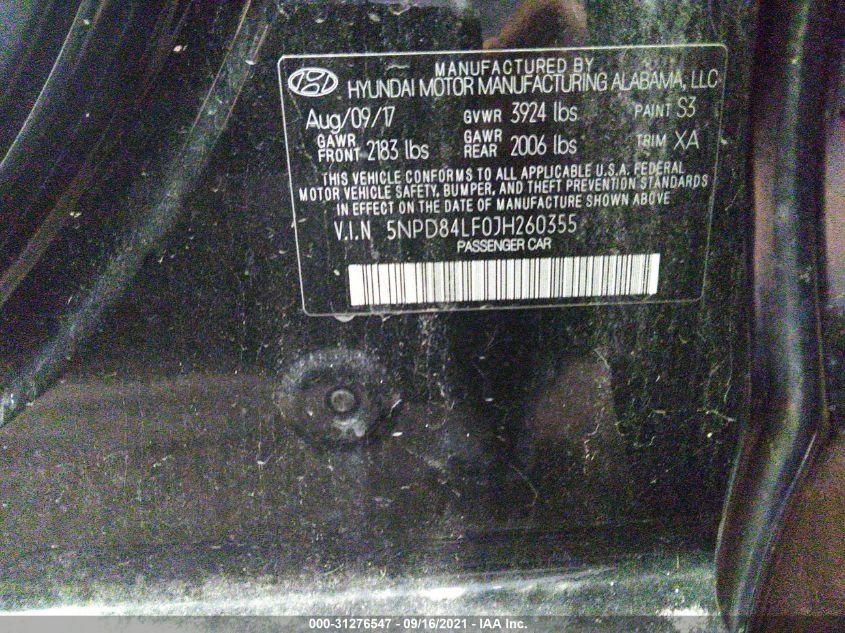 MANUFACTURED BY
HYUNDAI MOTOR MANUFACTURING ALABAMA, LLC
Aug/09/17 GVWR 3924 lbs PAINT S3
GAWR FRONT 2183 lbs GAWR REAR 2006 lbs TRIM XA
THIS VEHICLE CONFORMS TO ALL APPLICABLE U.S.A. FEDERAL
MOTOR VEHICLE SAFETY, BUMPER, AND THEFT PREVENTION STANDARDS
IN EFFECT ON THE DATE OF MANUFACTURE SHOWN ABOVE
V.I.N 5NPD84LF0JH260355
PASSENGER CAR
000-31276547 - 09/16/2021 - IAA Inc.